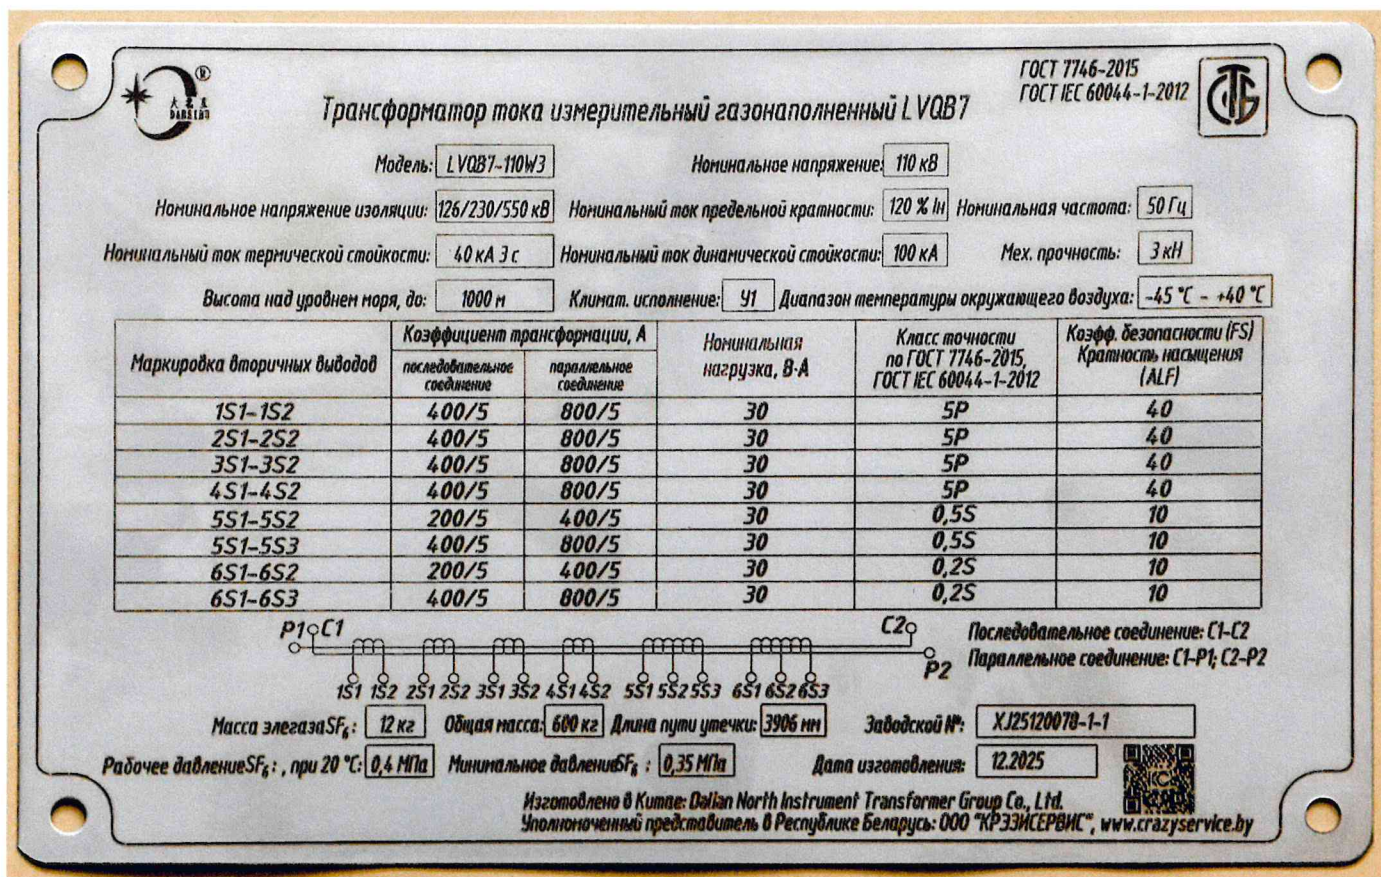 ®
大北互
DABEIHU
ГОСТ 7746-2015
ГОСТ IEC 60044-1-2012
СТБ
Трансформатор тока измерительный газонаполненный LVQB7
Модель: LVQB7-110W3 Номинальное напряжение: 110 кВ
Номинальное напряжение изоляции: 126/230/550 кВ Номинальный ток предельной кратности: 120 % Iн Номинальная частота: 50 Гц
Номинальный ток термической стойкости: 40 кА 3 с Номинальный ток динамической стойкости: 100 кА Мех. прочность: 3 кН
Высота над уровнем моря, до: 1000 м Климат. исполнение: У1 Диапазон температуры окружающего воздуха: -45 °C - +40 °C
Маркировка вторичных выводов Коэффициент трансформации, А Номинальная нагрузка, В·А Класс точности по ГОСТ 7746-2015, ГОСТ IEC 60044-1-2012 Коэфф. безопасности (FS) Кратность насыщения (ALF)
последовательное соединение параллельное соединение
1S1-1S2 400/5 800/5 30 5P 40
2S1-2S2 400/5 800/5 30 5P 40
3S1-3S2 400/5 800/5 30 5P 40
4S1-4S2 400/5 800/5 30 5P 40
5S1-5S2 200/5 400/5 30 0,5S 10
5S1-5S3 400/5 800/5 30 0,5S 10
6S1-6S2 200/5 400/5 30 0,2S 10
6S1-6S3 400/5 800/5 30 0,2S 10
P1 C1 C2 P2
1S1 1S2 2S1 2S2 3S1 3S2 4S1 4S2 5S1 5S2 5S3 6S1 6S2 6S3
Последовательное соединение: C1-C2
Параллельное соединение: C1-P1; C2-P2
Масса элегаза SF₆: 12 кг Общая масса: 600 кг Длина пути утечки: 3906 мм Заводской №: XJ25120078-1-1
Рабочее давление SF₆: , при 20 °C: 0,4 МПа Минимальное давление SF₆ : 0,35 МПа Дата изготовления: 12.2025
Изготовлено в Китае: Dalian North Instrument Transformer Group Co., Ltd.
Уполномоченный представитель в Республике Беларусь: ООО "КРЭЗИСЕРВИС", www.crazyservice.by